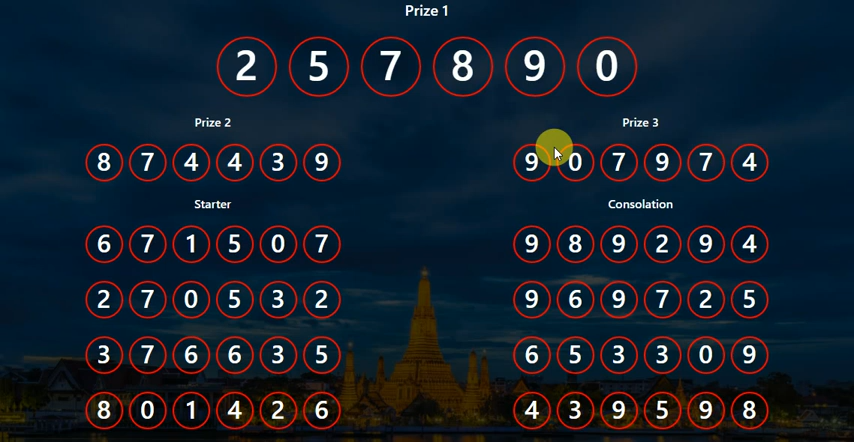 Prize 1
2 5 7 8 9 0
Prize 2
8 7 4 4 3 9
Prize 3
9 0 7 9 7 4
Starter
6 7 1 5 0 7
2 7 0 5 3 2
3 7 6 6 3 5
8 0 1 4 2 6
Consolation
9 8 9 2 9 4
9 6 9 7 2 5
6 5 3 3 0 9
4 3 9 5 9 8